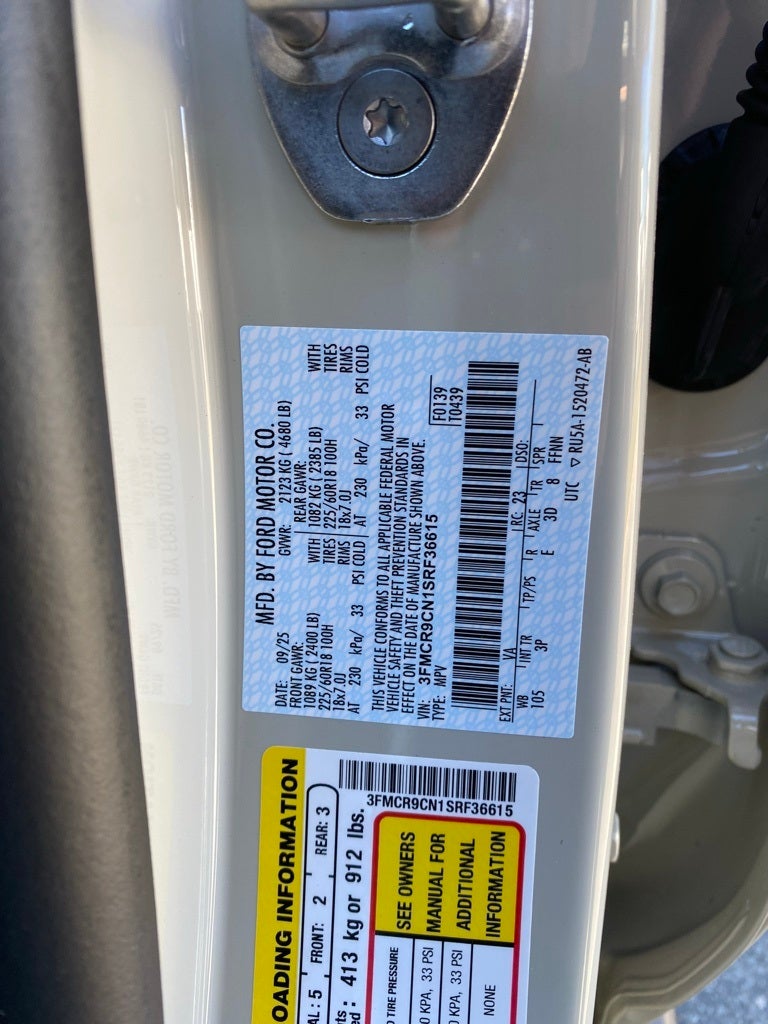 MFD. BY FORD MOTOR CO.
DATE: 09/25 GVWR: 2123 KG ( 4680 LB)
FRONT GAWR: REAR GAWR:
1089 KG ( 2400 LB) WITH 1082 KG ( 2385 LB) WITH
225/60R18 100H TIRES 225/60R18 100H TIRES
18x7.0J RIMS 18x7.0J RIMS
AT 230 kPa/ 33 PSI COLD AT 230 kPa/ 33 PSI COLD
THIS VEHICLE CONFORMS TO ALL APPLICABLE FEDERAL MOTOR
VEHICLE SAFETY AND THEFT PREVENTION STANDARDS IN
EFFECT ON THE DATE OF MANUFACTURE SHOWN ABOVE.
VIN: 3FMCR9CN1SRF36615 F0139
TYPE: MPV T0439
EXT PNT: VA RC: 23 DSO:
WB INT TR TP/PS R AXLE TR SPR
105 3P E 3D 8 FFNN
UTC ▽ RU5A-1520472-AB
OADING INFORMATION
AL : 5 FRONT: 2 REAR: 3
413 kg or 912 lbs.
3FMCR9CN1SRF36615
SEE OWNERS
MANUAL FOR
ADDITIONAL
INFORMATION
TIRE PRESSURE
0 KPA, 33 PSI
0 KPA, 33 PSI
NONE